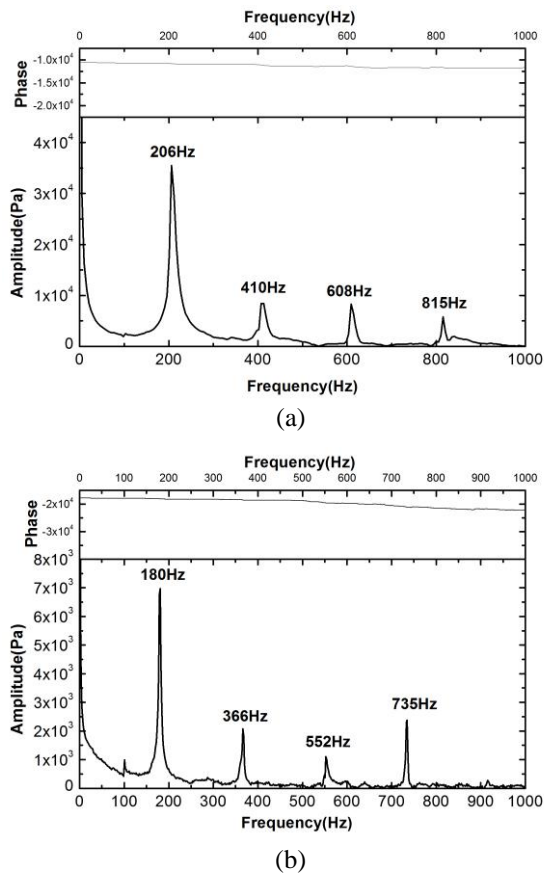 Frequency(Hz)
0 200 400 600 800 1000
Phase
-1.0x10⁴
-1.5x10⁴
-2.0x10⁴
Amplitude(Pa)
4x10⁴
3x10⁴
2x10⁴
1x10⁴
0
206Hz
410Hz
608Hz
815Hz
0 200 400 600 800 1000
Frequency(Hz)
(a)
Frequency(Hz)
0 100 200 300 400 500 600 700 800 900 1000
Phase
-2x10⁴
-3x10⁴
Amplitude(Pa)
8x10³
7x10³
6x10³
5x10³
4x10³
3x10³
2x10³
1x10³
0
180Hz
366Hz
552Hz
735Hz
0 100 200 300 400 500 600 700 800 900 1000
Frequency(Hz)
(b)